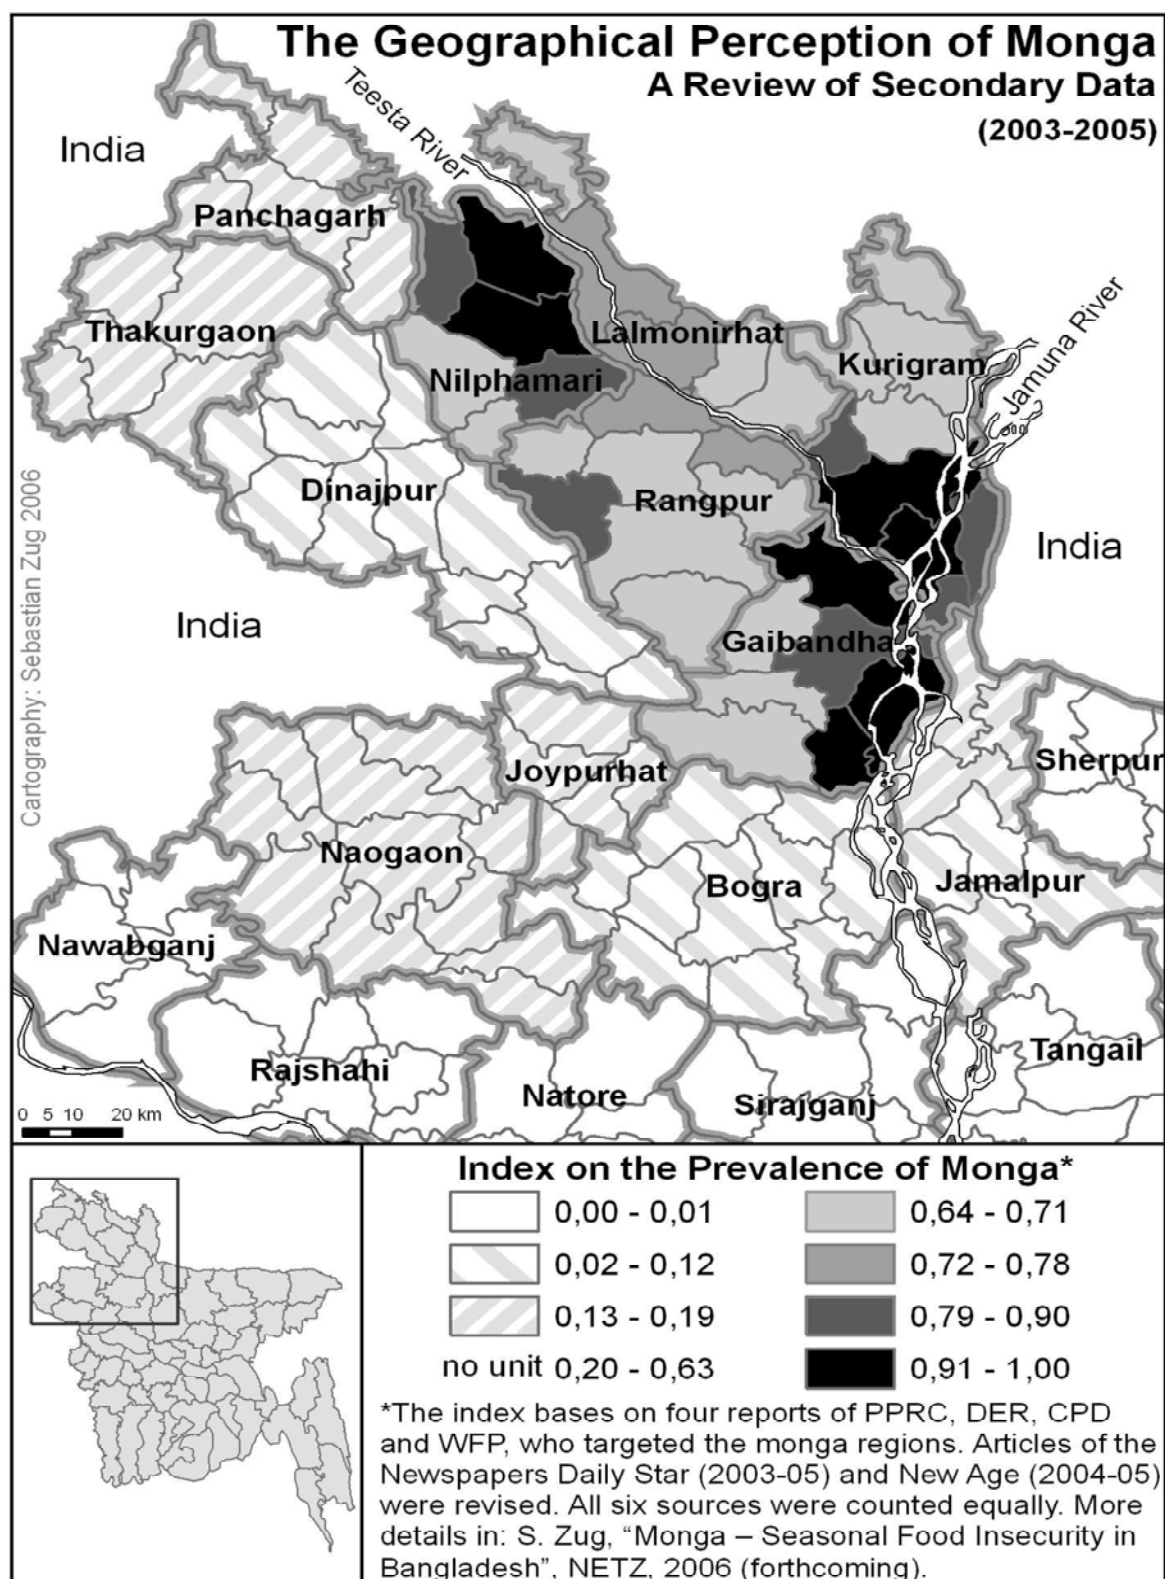 The Geographical Perception of Monga
A Review of Secondary Data
(2003-2005)
Teesta River
India
Panchagarh
Thakurgaon
Lalmonirhat
Kurigram
Jamuna River
Nilphamari
Dinajpur
Rangpur
India
India
Gaibandha
Cartography: Sebastian Zug 2006
Joypurhat
Sherpur
Naogaon
Bogra
Jamalpur
Nawabganj
Rajshahi
Natore
Sirajganj
Tangail
0 5 10 20 km
Index on the Prevalence of Monga*
0,00 - 0,01
0,02 - 0,12
0,13 - 0,19
no unit 0,20 - 0,63
0,64 - 0,71
0,72 - 0,78
0,79 - 0,90
0,91 - 1,00
*The index bases on four reports of PPRC, DER, CPD
and WFP, who targeted the monga regions. Articles of the
Newspapers Daily Star (2003-05) and New Age (2004-05)
were revised. All six sources were counted equally. More
details in: S. Zug, “Monga – Seasonal Food Insecurity in
Bangladesh”, NETZ, 2006 (forthcoming).